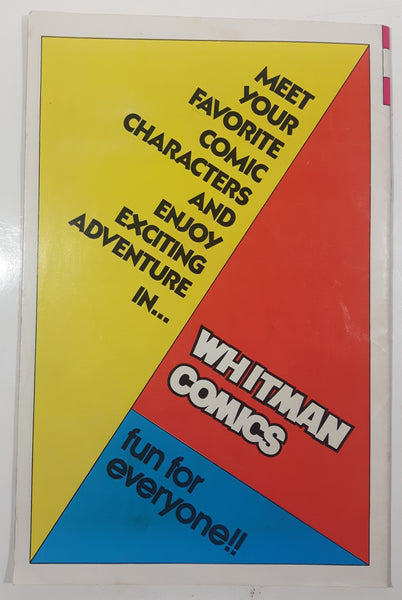 MEET
YOUR
FAVORITE
COMIC
CHARACTERS
AND
ENJOY
EXCITING
ADVENTURE
IN...
WHITMAN
COMICS
fun for
everyone!!